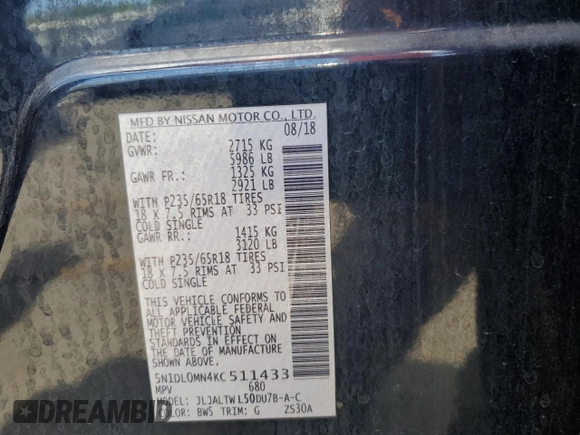 MFD BY NISSAN MOTOR CO., LTD.
DATE: 08/18
GVWR: 2715 KG
5986 LB
GAWR FR.: 1325 KG
2921 LB
WITH P235/65R18 TIRES
18 X 7.5 RIMS AT 33 PSI
COLD SINGLE
GAWR RR.: 1415 KG
3120 LB
WITH P235/65R18 TIRES
18 X 7.5 RIMS AT 33 PSI
COLD SINGLE
THIS VEHICLE CONFORMS TO
ALL APPLICABLE FEDERAL
MOTOR VEHICLE SAFETY AND
THEFT PREVENTION
STANDARDS IN EFFECT ON
THE DATE OF MANUFACTURE
SHOWN ABOVE.
5N1DL0MN4KC511433
MPV 680
MODEL: JLJALTWL50DU7B-A-C
COLOR: BW5 TRIM: G ZS30A
CARDEBUMBAI.COM